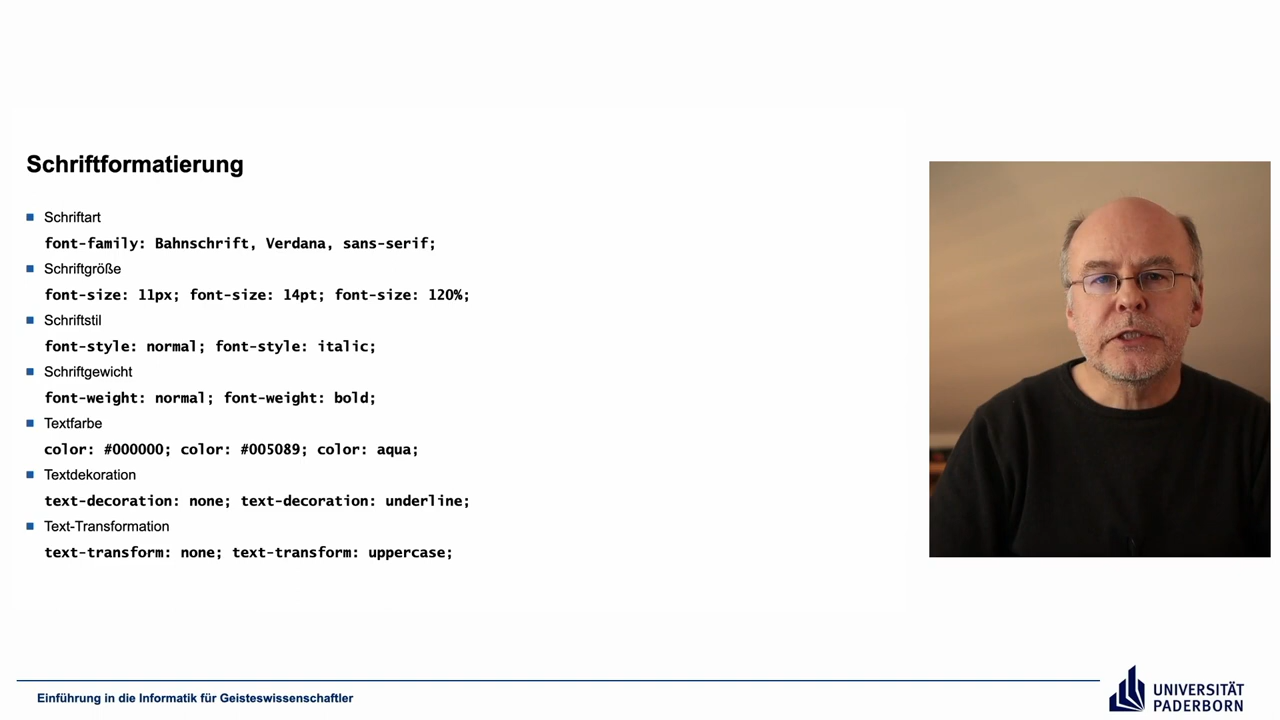 Schriftformatierung
Schriftart
font-family: Bahnschrift, Verdana, sans-serif;
Schriftgröße
font-size: 11px; font-size: 14pt; font-size: 120%;
Schriftstil
font-style: normal; font-style: italic;
Schriftgewicht
font-weight: normal; font-weight: bold;
Textfarbe
color: #000000; color: #005089; color: aqua;
Textdekoration
text-decoration: none; text-decoration: underline;
Text-Transformation
text-transform: none; text-transform: uppercase;
Einführung in die Informatik für Geisteswissenschaftler
UNIVERSITÄT
PADERBORN